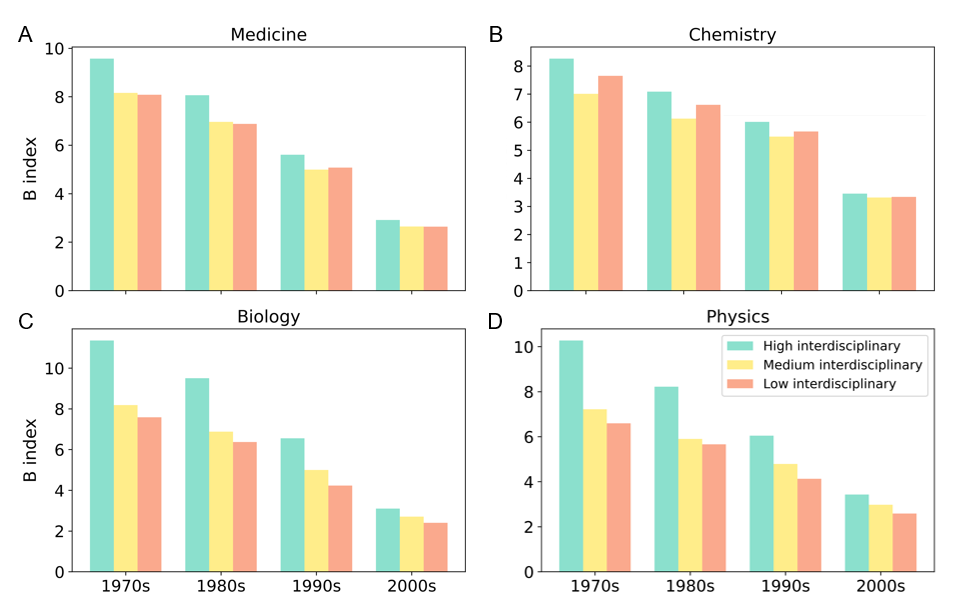 A
Medicine
B index
10
8
6
4
2
0
B
Chemistry
8
7
6
5
4
3
2
1
0
C
Biology
B index
10
8
6
4
2
0
1970s 1980s 1990s 2000s
D
Physics
10
8
6
4
2
0
High interdisciplinary
Medium interdisciplinary
Low interdisciplinary
1970s 1980s 1990s 2000s